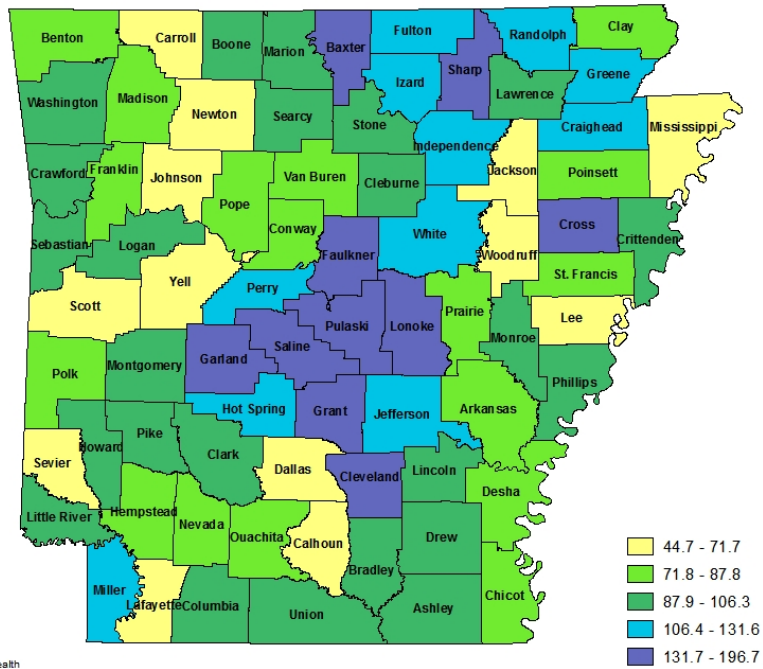 Benton
Carroll
Boone
Marion
Baxter
Fulton
Randolph
Clay
Sharp
Izard
Greene
Washington
Madison
Newton
Searcy
Stone
Lawrence
Independence
Craighead
Mississippi
Crawford
Franklin
Johnson
Pope
Van Buren
Cleburne
Jackson
Poinsett
Sebastian
Logan
Conway
Faulkner
White
Woodruff
Cross
Crittenden
Scott
Yell
Perry
Pulaski
Lonoke
Prairie
St. Francis
Lee
Monroe
Polk
Montgomery
Garland
Saline
Phillips
Hot Spring
Grant
Jefferson
Arkansas
Sevier
Howard
Pike
Clark
Dallas
Cleveland
Lincoln
Desha
Little River
Hempstead
Nevada
Ouachita
Calhoun
Bradley
Drew
Miller
Lafayette
Columbia
Union
Ashley
Chicot
44.7 - 71.7
71.8 - 87.8
87.9 - 106.3
106.4 - 131.6
131.7 - 196.7
ealth